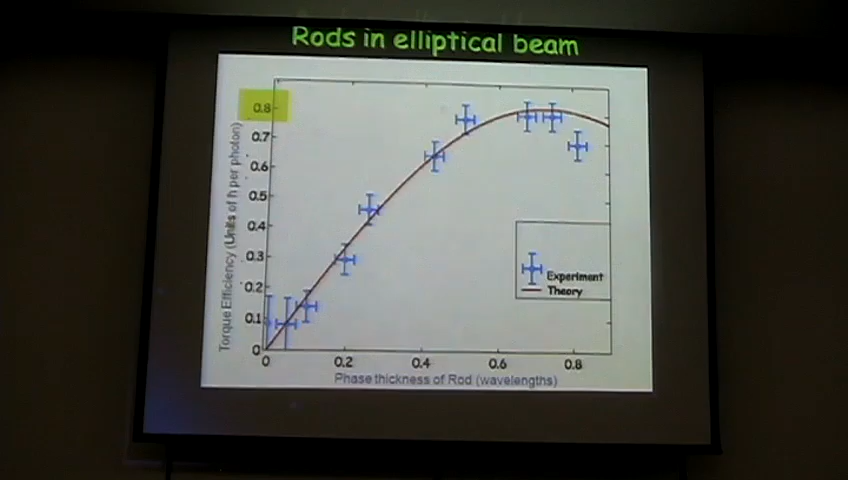 Rods in elliptical beam
0.8
0.7
0.6
0.5
0.4
0.3
0.2
0.1
0
Torque Efficiency (Units of h per photon)
Experiment
Theory
0 0.2 0.4 0.6 0.8
Phase thickness of Rod (wavelengths)